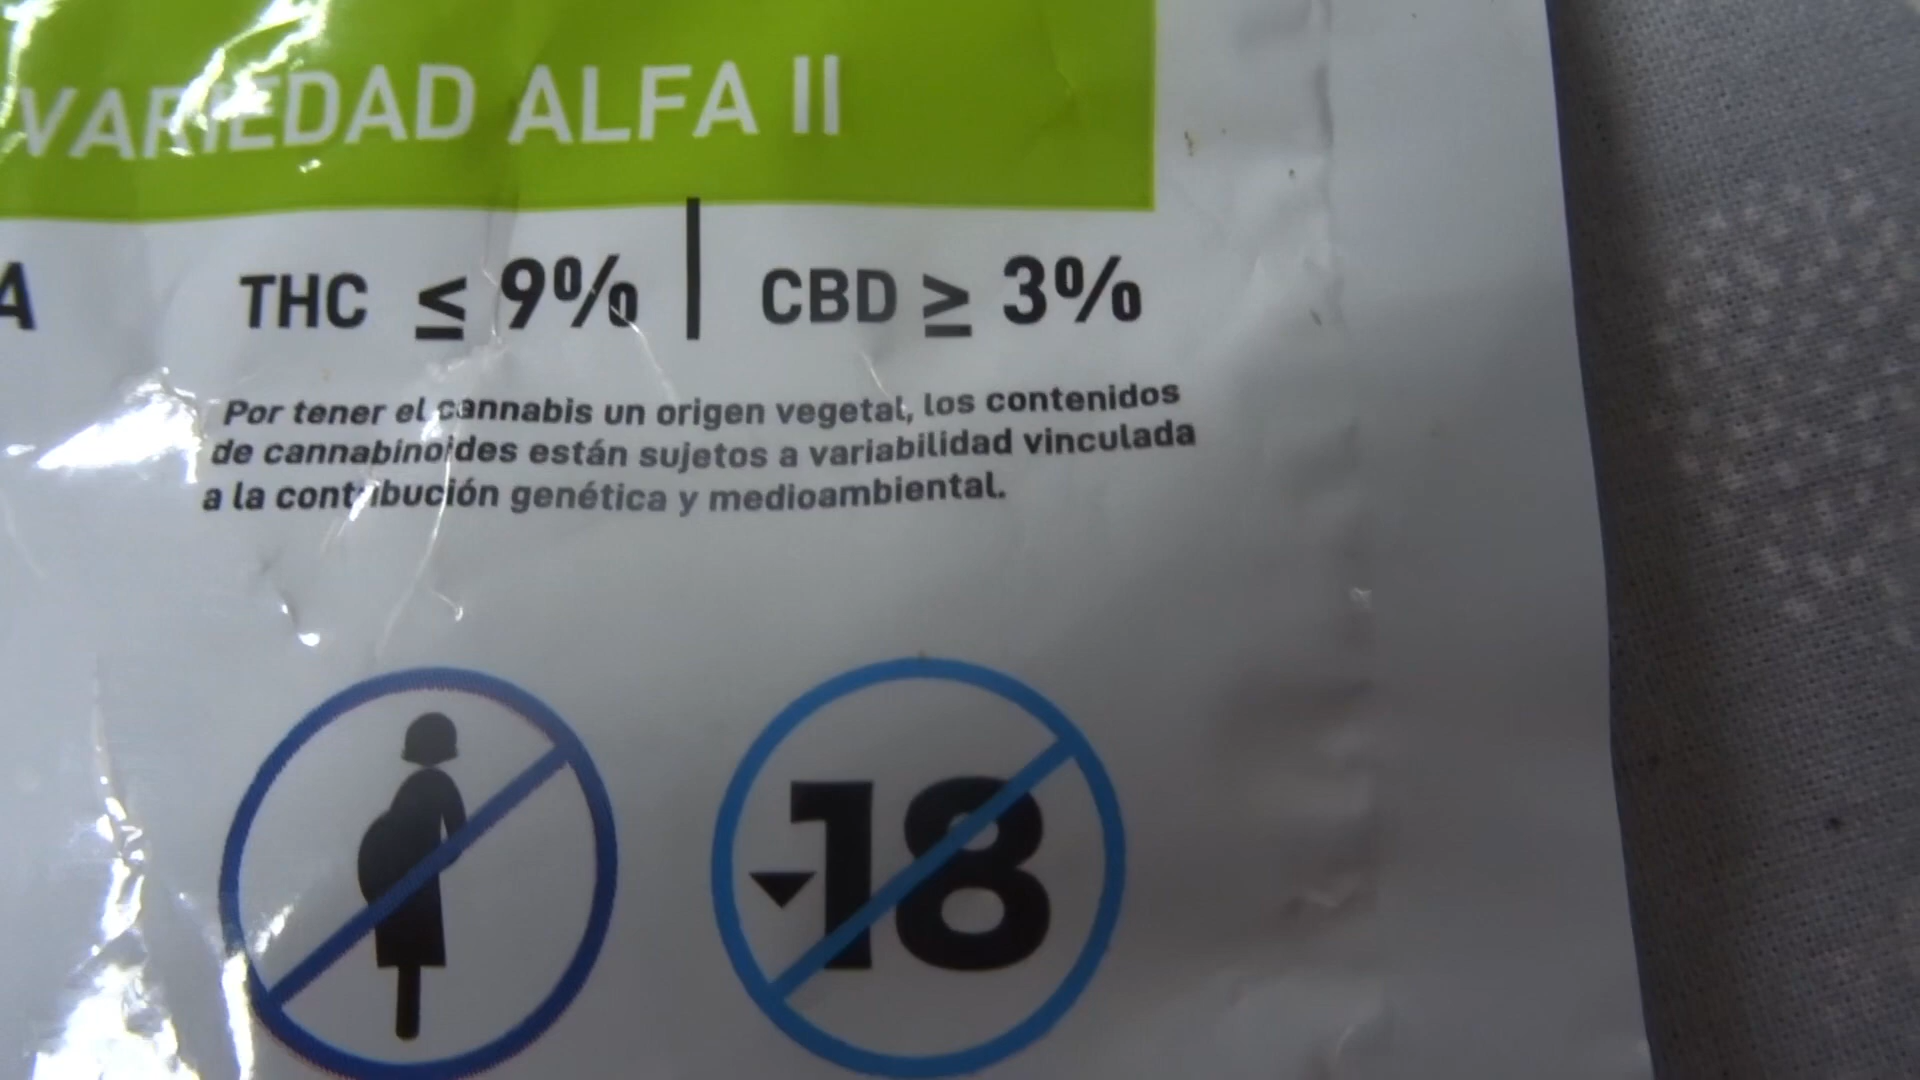 VARIEDAD ALFA II
A THC ≤ 9% | CBD ≥ 3%
Por tener el cannabis un origen vegetal, los contenidos
de cannabinoides están sujetos a variabilidad vinculada
a la contribución genética y medioambiental.
-18